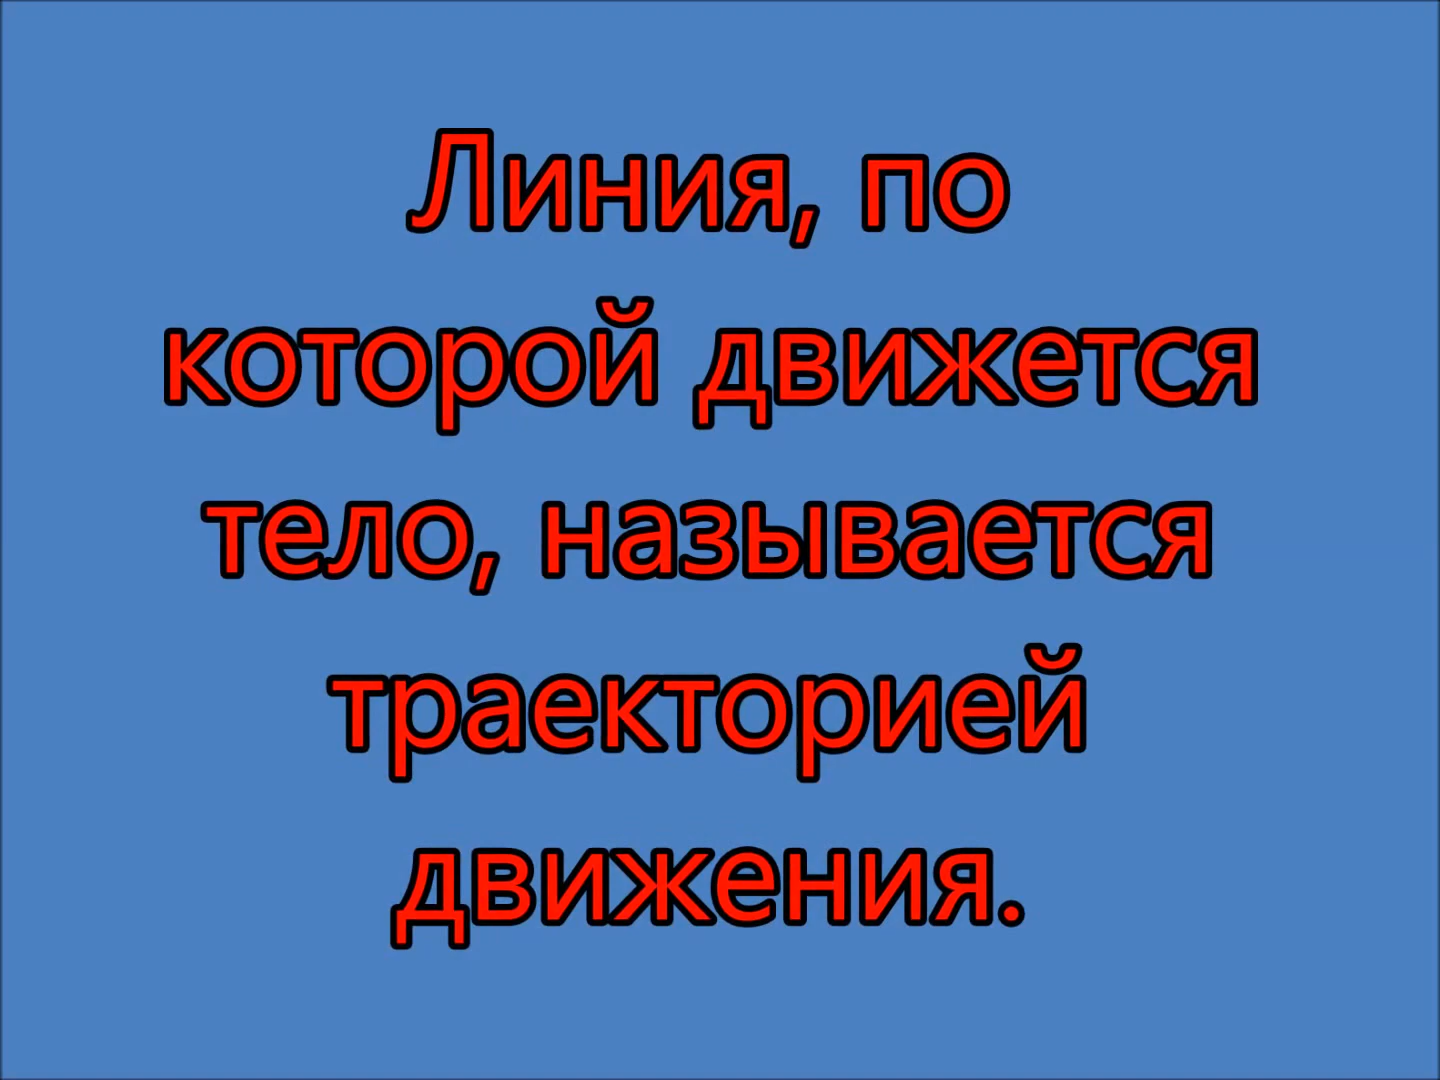 Линия, по
которой движется
тело, называется
траекторией
движения.